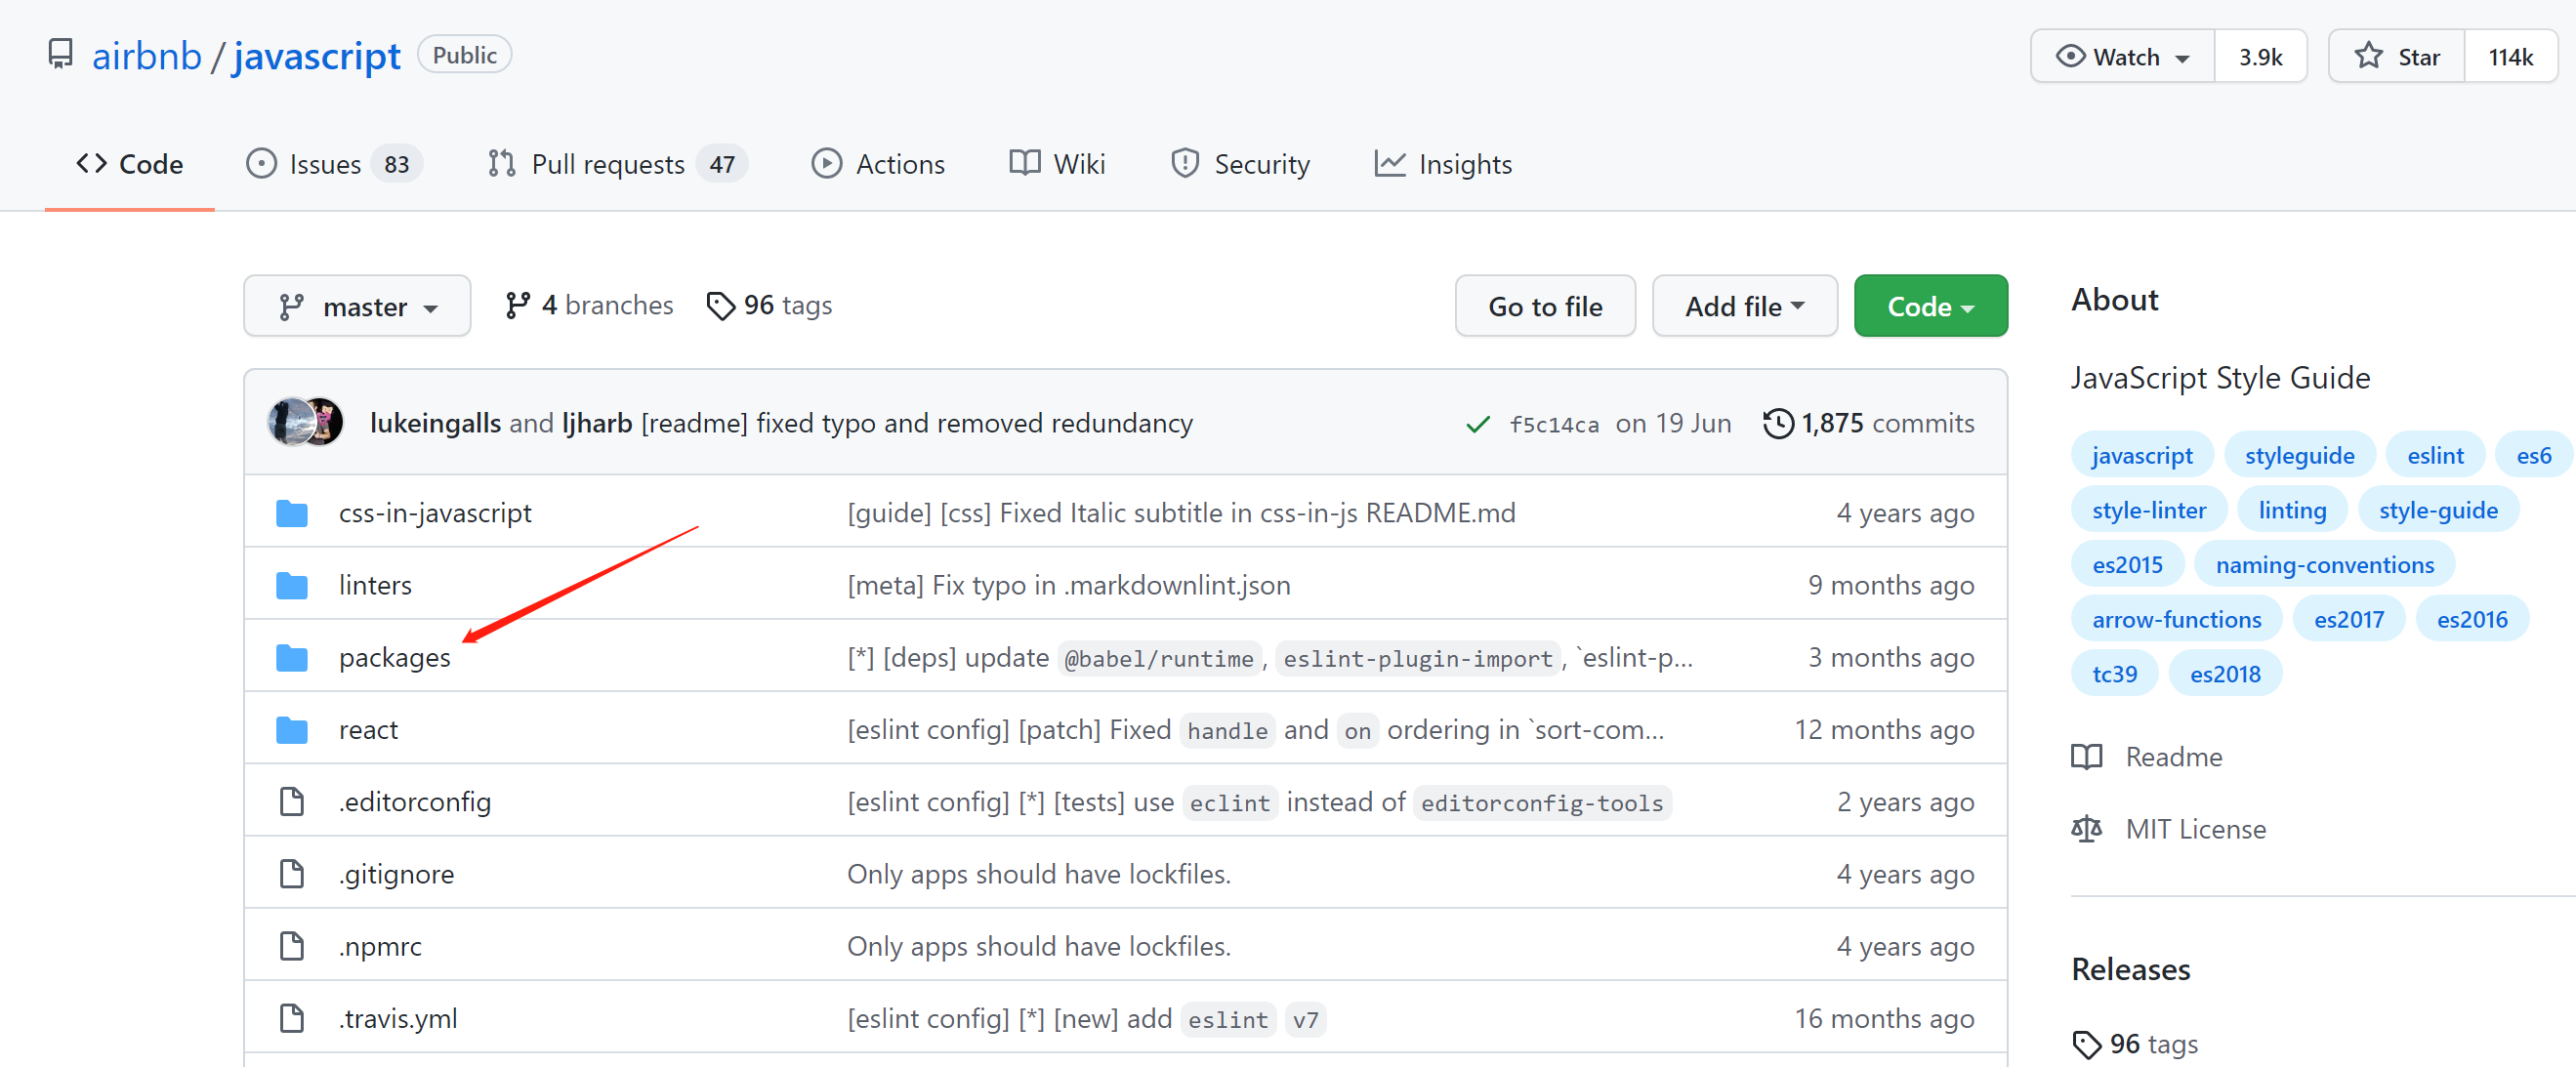 airbnb / javascript Public
Watch 3.9k Star 114k
Code Issues 83 Pull requests 47 Actions Wiki Security Insights
master 4 branches 96 tags Go to file Add file Code
lukeingalls and ljharb [readme] fixed typo and removed redundancy f5c14ca on 19 Jun 1,875 commits
css-in-javascript [guide] [css] Fixed Italic subtitle in css-in-js README.md 4 years ago
linters [meta] Fix typo in .markdownlint.json 9 months ago
packages [*] [deps] update @babel/runtime, eslint-plugin-import, `eslint-p... 3 months ago
react [eslint config] [patch] Fixed handle and on ordering in `sort-com... 12 months ago
.editorconfig [eslint config] [*] [tests] use eclint instead of editorconfig-tools 2 years ago
.gitignore Only apps should have lockfiles. 4 years ago
.npmrc Only apps should have lockfiles. 4 years ago
.travis.yml [eslint config] [*] [new] add eslint v7 16 months ago
About
JavaScript Style Guide
javascript styleguide eslint es6
style-linter linting style-guide
es2015 naming-conventions
arrow-functions es2017 es2016
tc39 es2018
Readme
MIT License
Releases
96 tags